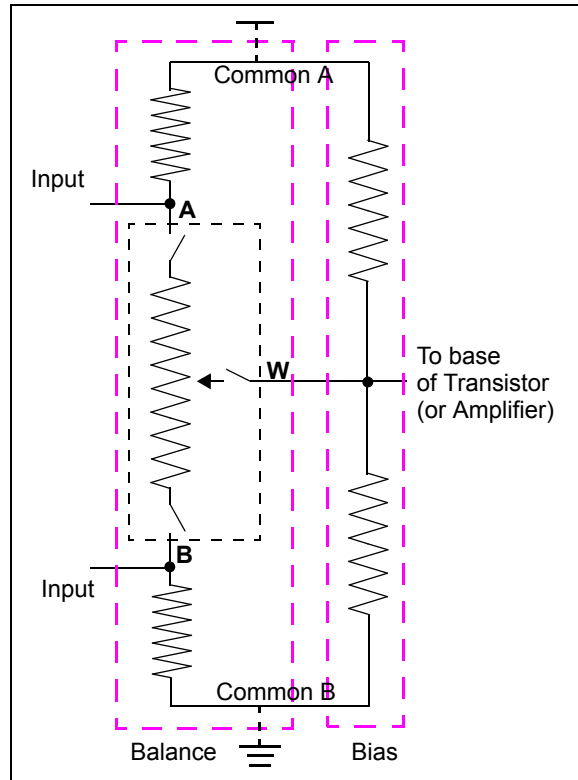 Common A
Input
A
W
To base
of Transistor
(or Amplifier)
B
Input
Common B
Balance
Bias